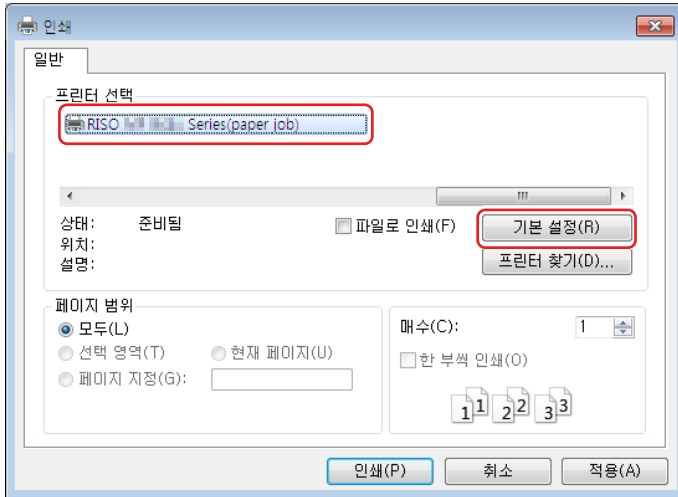 인쇄
일반
프린터 선택
RISO Series(paper job)
상태: 준비됨
파일로 인쇄(F)
기본 설정(R)
위치:
설명:
프린터 찾기(D)...
페이지 범위
모두(L)
선택 영역(T)
현재 페이지(U)
페이지 지정(G):
매수(C): 1
한 부씩 인쇄(O)
1 1 2 2 3 3
인쇄(P)
취소
적용(A)